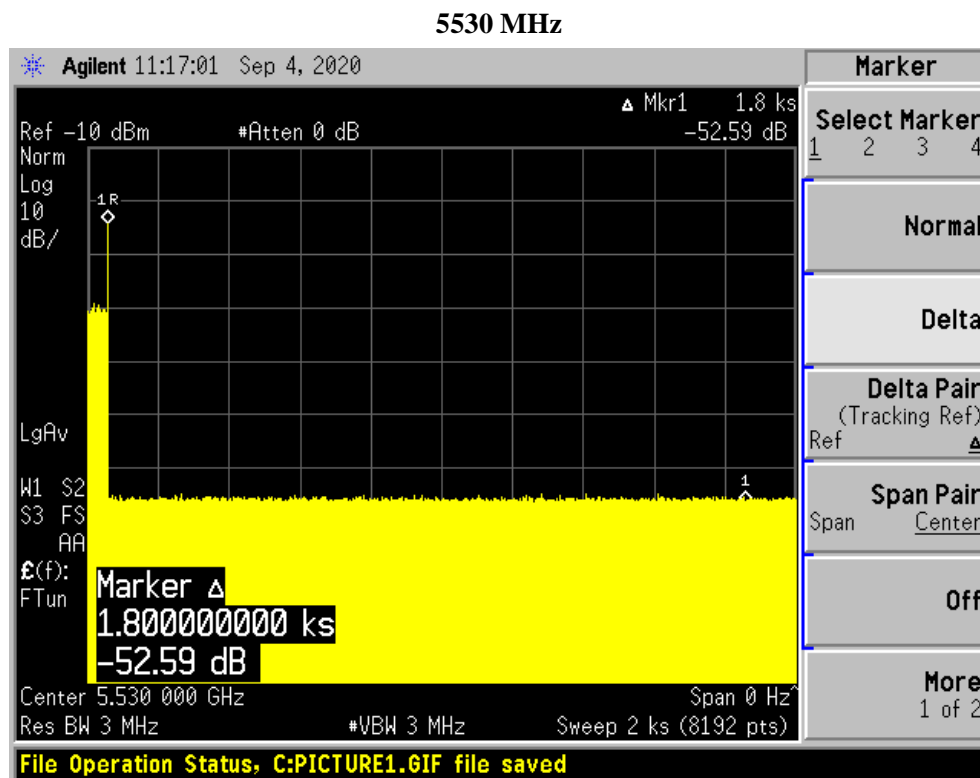 5530 MHz
Agilent 11:17:01 Sep 4, 2020
Marker
Δ Mkr1 1.8 ks
Ref -10 dBm #Atten 0 dB -52.59 dB
Select Marker
1 2 3 4
Norm
Log
10
dB/
1R
Normal
Delta
Delta Pair
(Tracking Ref)
Ref Δ
LgAv
1
W1 S2
S3 FS
AA
Span Pair
Span Center
£(f):
FTun
Marker Δ
1.800000000 ks
-52.59 dB
Off
Center 5.530 000 GHz Span 0 Hz^
Res BW 3 MHz #VBW 3 MHz Sweep 2 ks (8192 pts)
More
1 of 2
File Operation Status, C:PICTURE1.GIF file saved